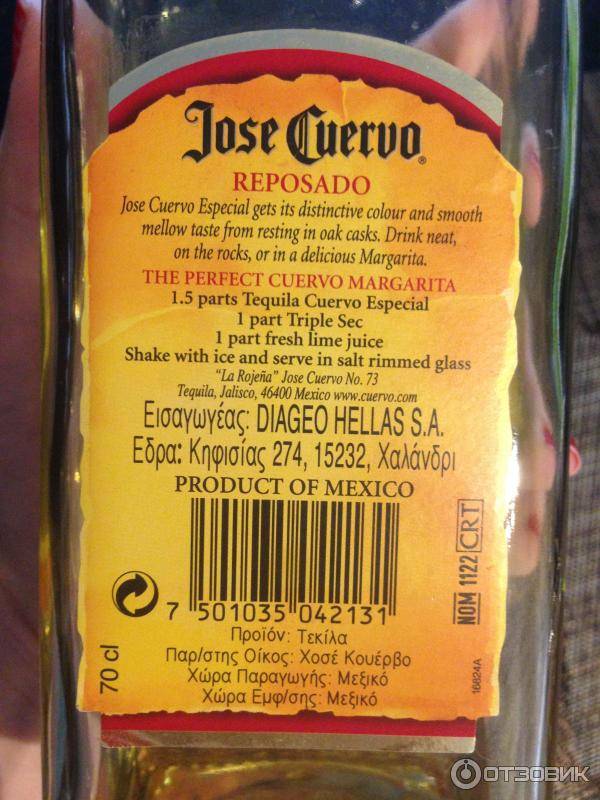 Jose Cuervo®
REPOSADO
Jose Cuervo Especial gets its distinctive colour and smooth
mellow taste from resting in oak casks. Drink neat,
on the rocks, or in a delicious Margarita.
THE PERFECT CUERVO MARGARITA
1.5 parts Tequila Cuervo Especial
1 part Triple Sec
1 part fresh lime juice
Shake with ice and serve in salt rimmed glass
"La Rojeña" Jose Cuervo No. 73
Tequila, Jalisco, 46400 Mexico www.cuervo.com
Εισαγωγέας: DIAGEO HELLAS S.A.
Εδρα: Κηφισίας 274, 15232, Χαλάνδρι
PRODUCT OF MEXICO
7 501035 042131
NOM 1122 CRT
70 cl
Προϊόν: Τεκίλα
Παρ/στης Οίκος: Χοσέ Κουέρβο
Χώρα Παραγωγής: Μεξικό
Χώρα Εμφ/σης: Μεξικό
16824A
ОТЗОВИК